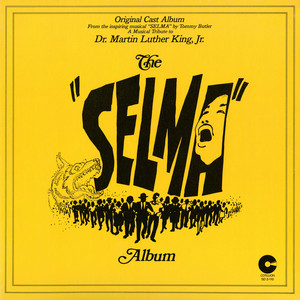 Original Cast Album
From the inspiring musical "SELMA" by Tommy Butler
A Musical Tribute to
Dr. Martin Luther King, Jr.
The
"SELMA"
Album
COTILLION